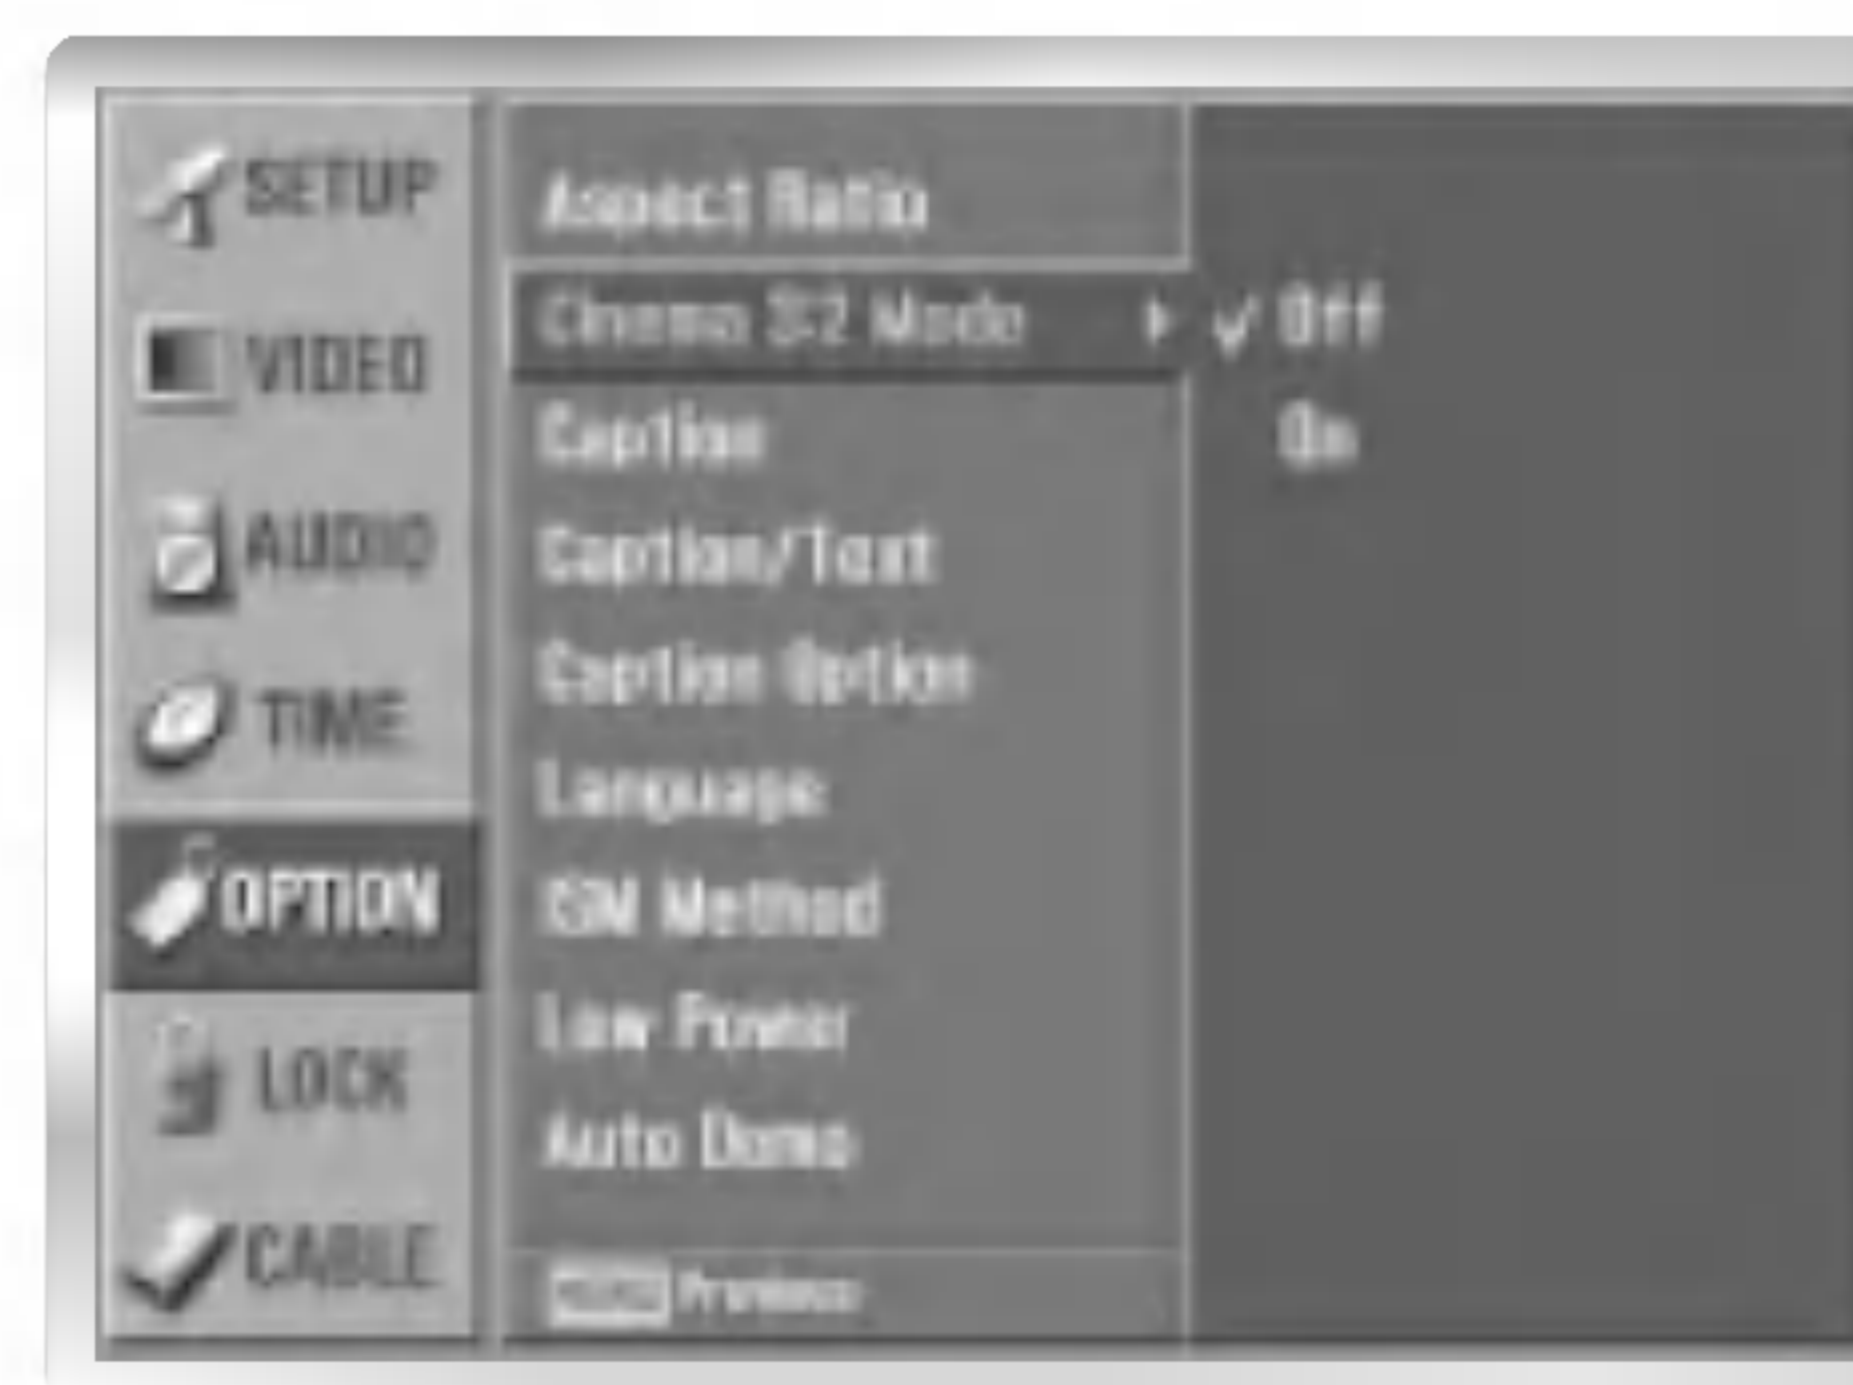 SETUP
VIDEO
AUDIO
TIME
OPTION
LOCK
CABLE
Aspect Ratio
Cinema 3:2 Mode
Caption
Caption/Text
Caption Option
Language
ISM Method
Low Power
Auto Demo
Previous
Off
On